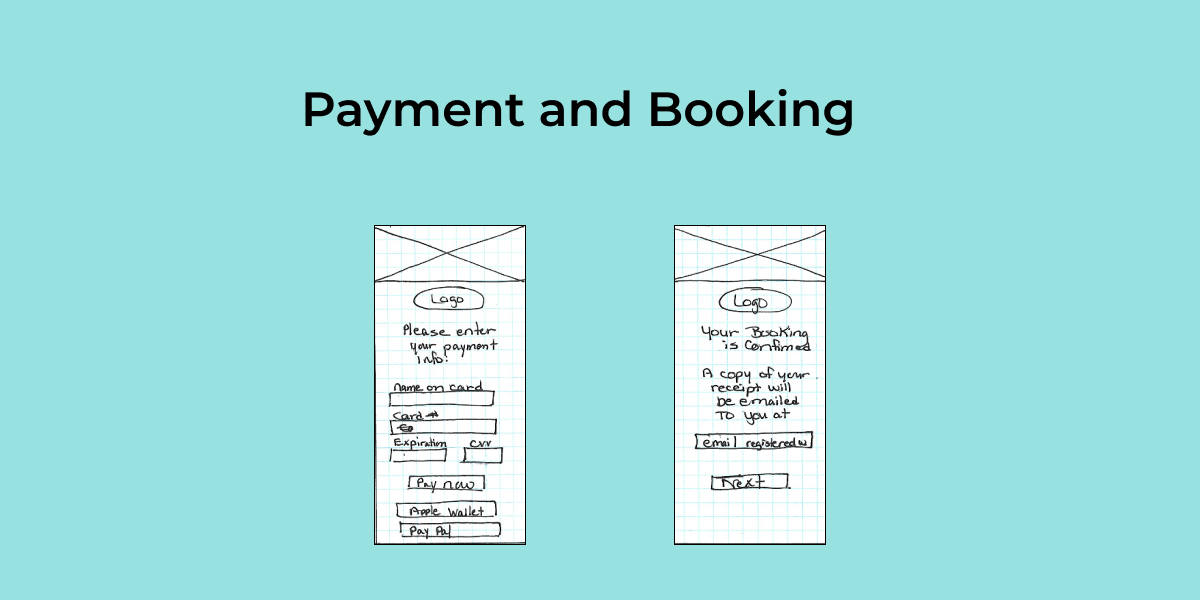 Payment and Booking
Logo
Please enter
your payment
info:
Name on card
Card #
Expiration CVV
Pay now
Apple Wallet
Pay Pal
Logo
Your Booking
is Confirmed
A copy of your
receipt will
be emailed
To you at
email registered w
Next